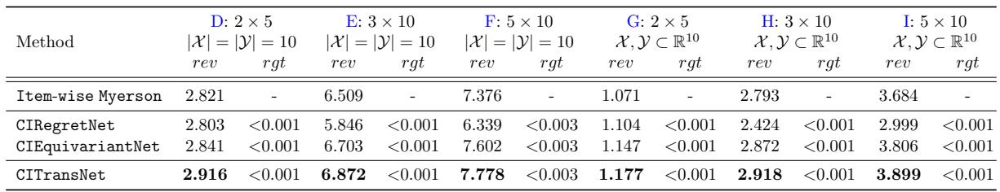 D: 2 × 5 E: 3 × 10 F: 5 × 10 G: 2 × 5 H: 3 × 10 I: 5 × 10
Method |𝒳| = |𝒴| = 10 |𝒳| = |𝒴| = 10 |𝒳| = |𝒴| = 10 𝒳, 𝒴 ⊂ ℝ¹⁰ 𝒳, 𝒴 ⊂ ℝ¹⁰ 𝒳, 𝒴 ⊂ ℝ¹⁰
rev rgt rev rgt rev rgt rev rgt rev rgt rev rgt
Item-wise Myerson 2.821 - 6.509 - 7.376 - 1.071 - 2.793 - 3.684 -
CIRegretNet 2.803 <0.001 5.846 <0.001 6.339 <0.003 1.104 <0.001 2.424 <0.001 2.999 <0.001
CIEquivariantNet 2.841 <0.001 6.703 <0.001 7.602 <0.003 1.147 <0.001 2.872 <0.001 3.806 <0.001
CITransNet 2.916 <0.001 6.872 <0.001 7.778 <0.003 1.177 <0.001 2.918 <0.001 3.899 <0.001